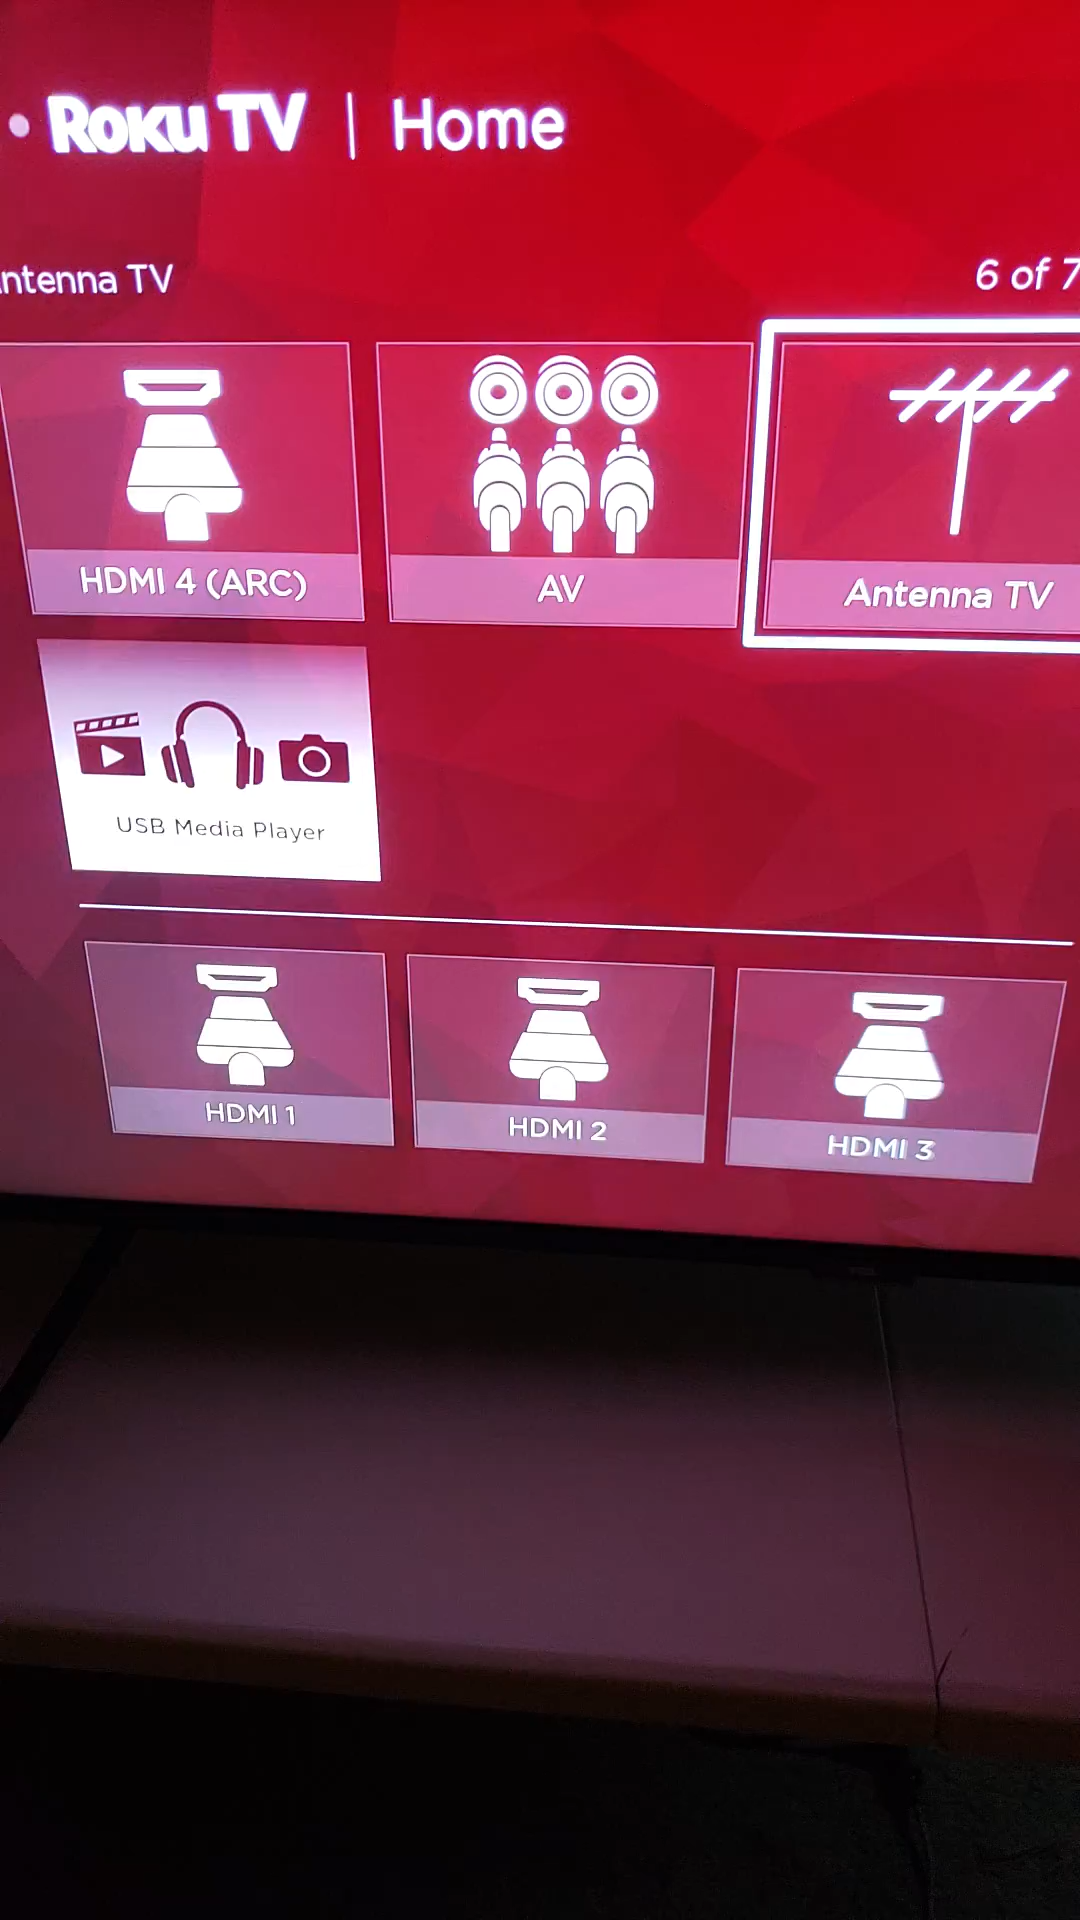 Roku TV | Home
ntenna TV
6 of 7
HDMI 4 (ARC)
AV
Antenna TV
USB Media Player
HDMI 1
HDMI 2
HDMI 3